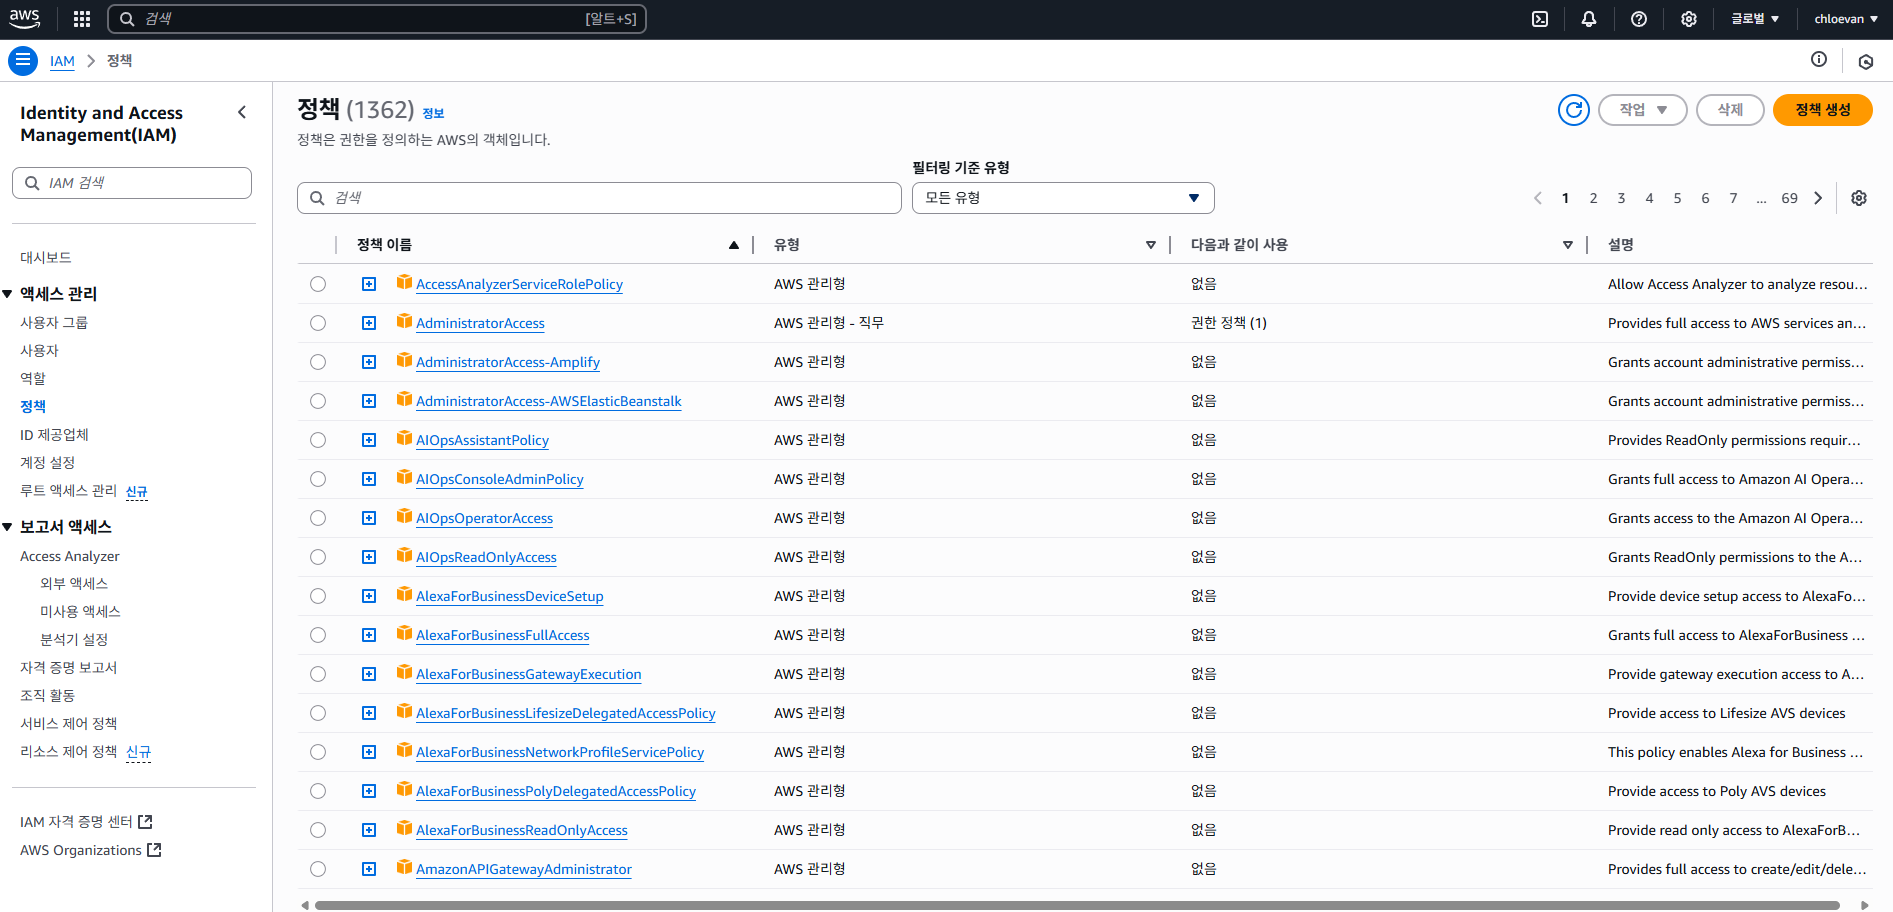 aws
검색
[알트+S]
글로벌
chloevan
IAM
정책
Identity and Access Management(IAM)
IAM 검색
대시보드
액세스 관리
사용자 그룹
사용자
역할
정책
ID 제공업체
계정 설정
루트 액세스 관리 신규
보고서 액세스
Access Analyzer
외부 액세스
미사용 액세스
분석기 설정
자격 증명 보고서
조직 활동
서비스 제어 정책
리소스 제어 정책 신규
IAM 자격 증명 센터
AWS Organizations
정책 (1362) 정보
정책은 권한을 정의하는 AWS의 객체입니다.
작업
삭제
정책 생성
필터링 기준 유형
검색
모든 유형
1 2 3 4 5 6 7 ... 69
정책 이름 유형 다음과 같이 사용 설명
AccessAnalyzerServiceRolePolicy AWS 관리형 없음 Allow Access Analyzer to analyze resou...
AdministratorAccess AWS 관리형 - 직무 권한 정책 (1) Provides full access to AWS services an...
AdministratorAccess-Amplify AWS 관리형 없음 Grants account administrative permiss...
AdministratorAccess-AWSElasticBeanstalk AWS 관리형 없음 Grants account administrative permiss...
AIOpsAssistantPolicy AWS 관리형 없음 Provides ReadOnly permissions requir...
AIOpsConsoleAdminPolicy AWS 관리형 없음 Grants full access to Amazon AI Opera...
AIOpsOperatorAccess AWS 관리형 없음 Grants access to the Amazon AI Opera...
AIOpsReadOnlyAccess AWS 관리형 없음 Grants ReadOnly permissions to the A...
AlexaForBusinessDeviceSetup AWS 관리형 없음 Provide device setup access to AlexaFo...
AlexaForBusinessFullAccess AWS 관리형 없음 Grants full access to AlexaForBusiness ...
AlexaForBusinessGatewayExecution AWS 관리형 없음 Provide gateway execution access to A...
AlexaForBusinessLifesizeDelegatedAccessPolicy AWS 관리형 없음 Provide access to Lifesize AVS devices
AlexaForBusinessNetworkProfileServicePolicy AWS 관리형 없음 This policy enables Alexa for Business ...
AlexaForBusinessPolyDelegatedAccessPolicy AWS 관리형 없음 Provide access to Poly AVS devices
AlexaForBusinessReadOnlyAccess AWS 관리형 없음 Provide read only access to AlexaForB...
AmazonAPIGatewayAdministrator AWS 관리형 없음 Provides full access to create/edit/dele...